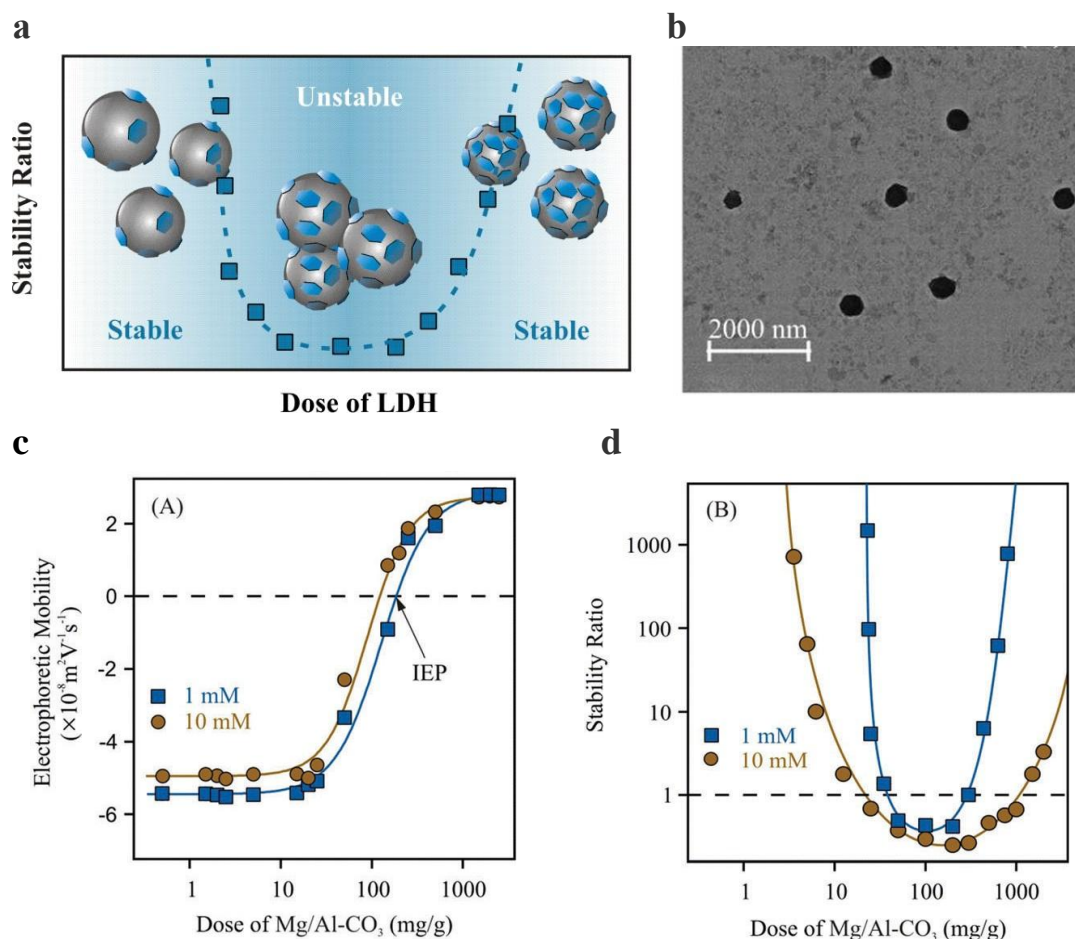 a
b
Stability Ratio
Unstable
Stable
Stable
Dose of LDH
2000 nm
c
d
(A)
Electrophoretic Mobility
(×10⁻⁸m²V⁻¹s⁻¹)
2
0
-2
-4
-6
IEP
1 mM
10 mM
1
10
100
1000
Dose of Mg/Al-CO₃ (mg/g)
(B)
Stability Ratio
1000
100
10
1
1 mM
10 mM
1
10
100
1000
Dose of Mg/Al-CO₃ (mg/g)